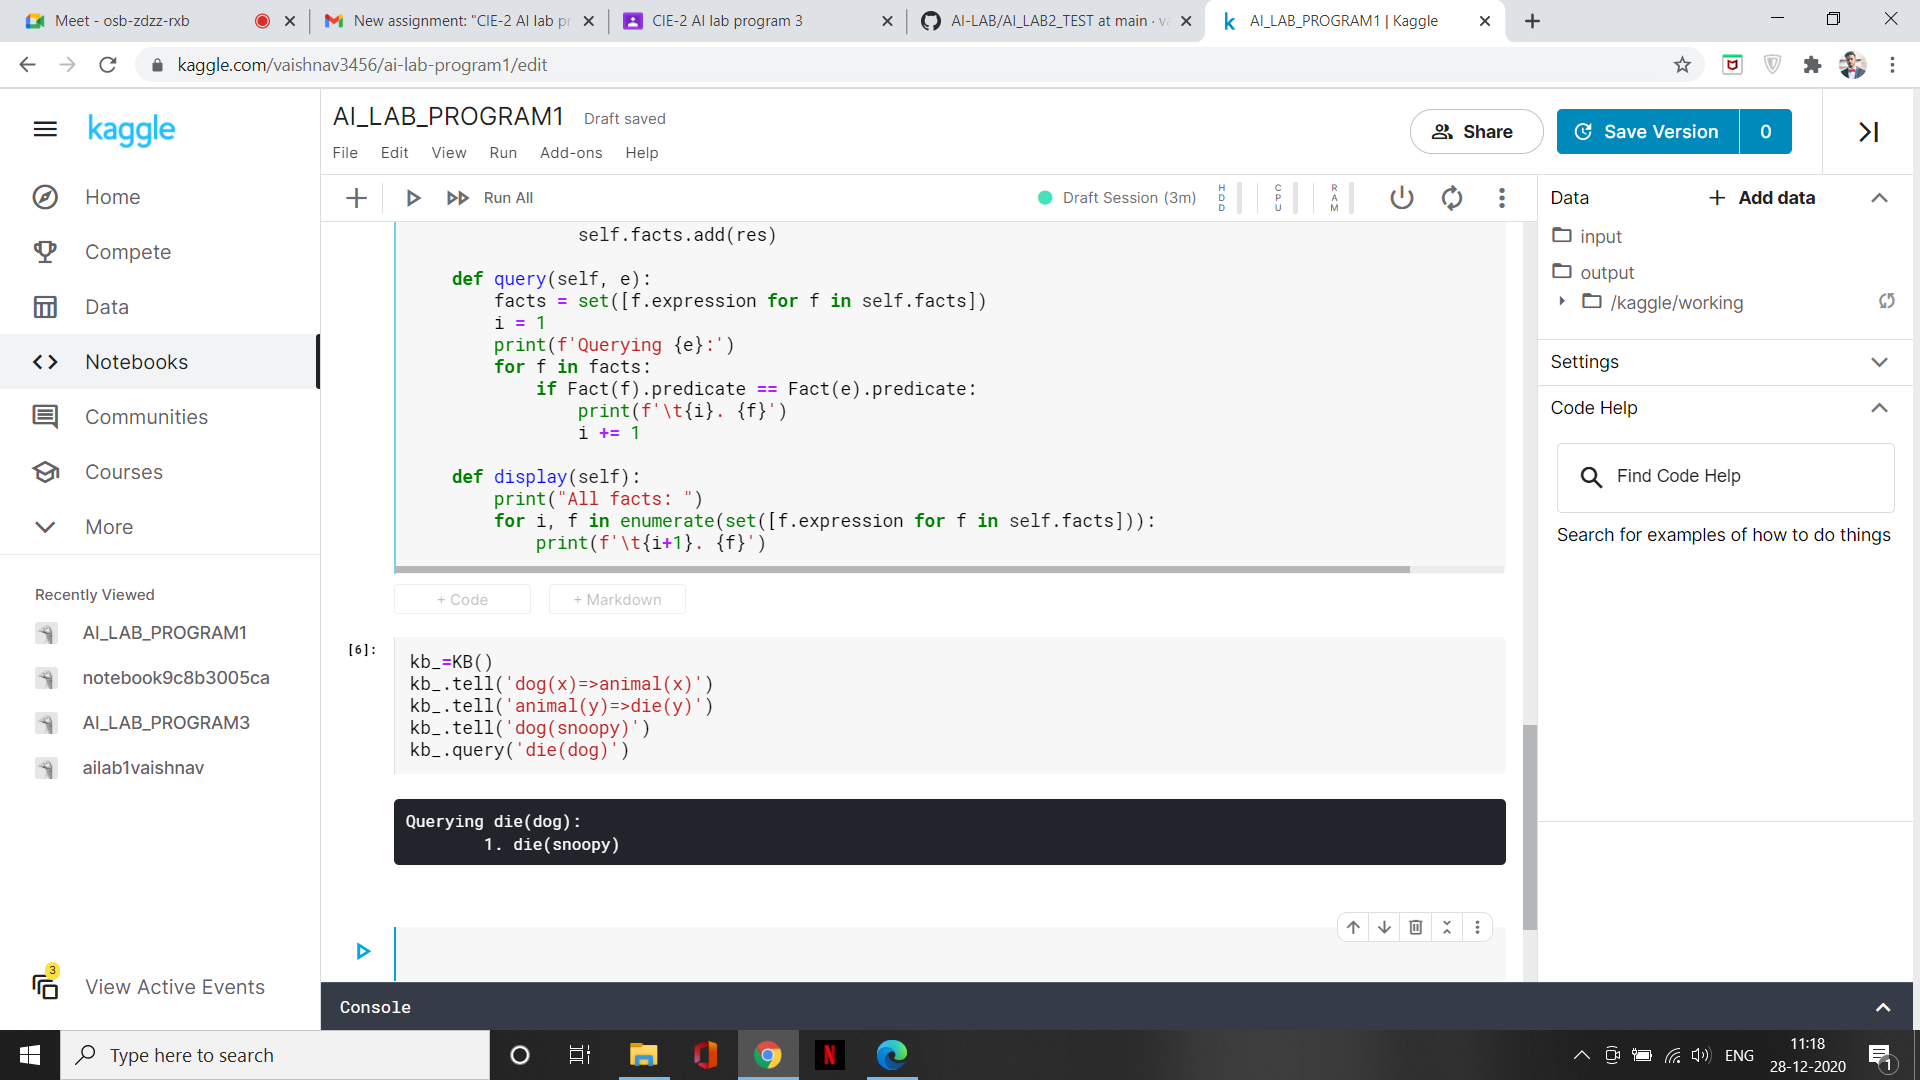 Meet - osb-zdzz-rxb
New assignment: "CIE-2 AI lab pr
CIE-2 AI lab program 3
AI-LAB/AI_LAB2_TEST at main · va
AI_LAB_PROGRAM1 | Kaggle
kaggle.com/vaishnav3456/ai-lab-program1/edit
kaggle
Home
Compete
Data
Notebooks
Communities
Courses
More
Recently Viewed
AI_LAB_PROGRAM1
notebook9c8b3005ca
AI_LAB_PROGRAM3
ailab1vaishnav
3
View Active Events
AI_LAB_PROGRAM1
Draft saved
File Edit View Run Add-ons Help
Share
Save Version 0
Run All
Draft Session (3m)
HDD
CPU
RAM
self.facts.add(res)
def query(self, e):
facts = set([f.expression for f in self.facts])
i = 1
print(f'Querying {e}:')
for f in facts:
if Fact(f).predicate == Fact(e).predicate:
print(f'\t{i}. {f}')
i += 1
def display(self):
print("All facts: ")
for i, f in enumerate(set([f.expression for f in self.facts])):
print(f'\t{i+1}. {f}')
+ Code
+ Markdown
[6]:
kb_=KB()
kb_.tell('dog(x)=>animal(x)')
kb_.tell('animal(y)=>die(y)')
kb_.tell('dog(snoopy)')
kb_.query('die(dog)')
Querying die(dog):
1. die(snoopy)
Console
Data
Add data
input
output
/kaggle/working
Settings
Code Help
Find Code Help
Search for examples of how to do things
Type here to search
N
ENG
11:18
28-12-2020
1